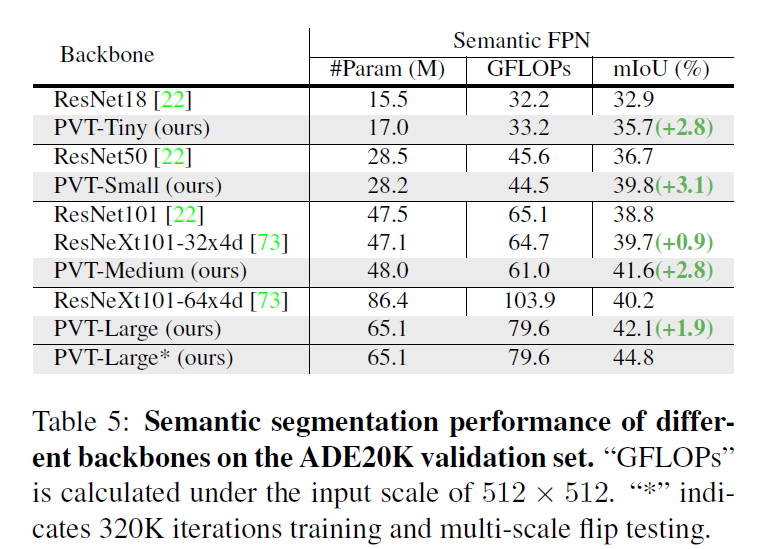 Backbone Semantic FPN
#Param (M) GFLOPs mIoU (%)
ResNet18 [22] 15.5 32.2 32.9
PVT-Tiny (ours) 17.0 33.2 35.7(+2.8)
ResNet50 [22] 28.5 45.6 36.7
PVT-Small (ours) 28.2 44.5 39.8(+3.1)
ResNet101 [22] 47.5 65.1 38.8
ResNeXt101-32x4d [73] 47.1 64.7 39.7(+0.9)
PVT-Medium (ours) 48.0 61.0 41.6(+2.8)
ResNeXt101-64x4d [73] 86.4 103.9 40.2
PVT-Large (ours) 65.1 79.6 42.1(+1.9)
PVT-Large* (ours) 65.1 79.6 44.8
Table 5: Semantic segmentation performance of differ-
ent backbones on the ADE20K validation set. “GFLOPs”
is calculated under the input scale of 512 × 512. “*” indi-
cates 320K iterations training and multi-scale flip testing.